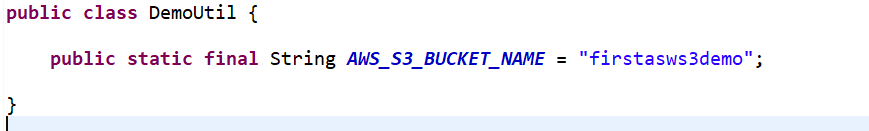 public class DemoUtil {
public static final String AWS_S3_BUCKET_NAME = "firstasws3demo";
}